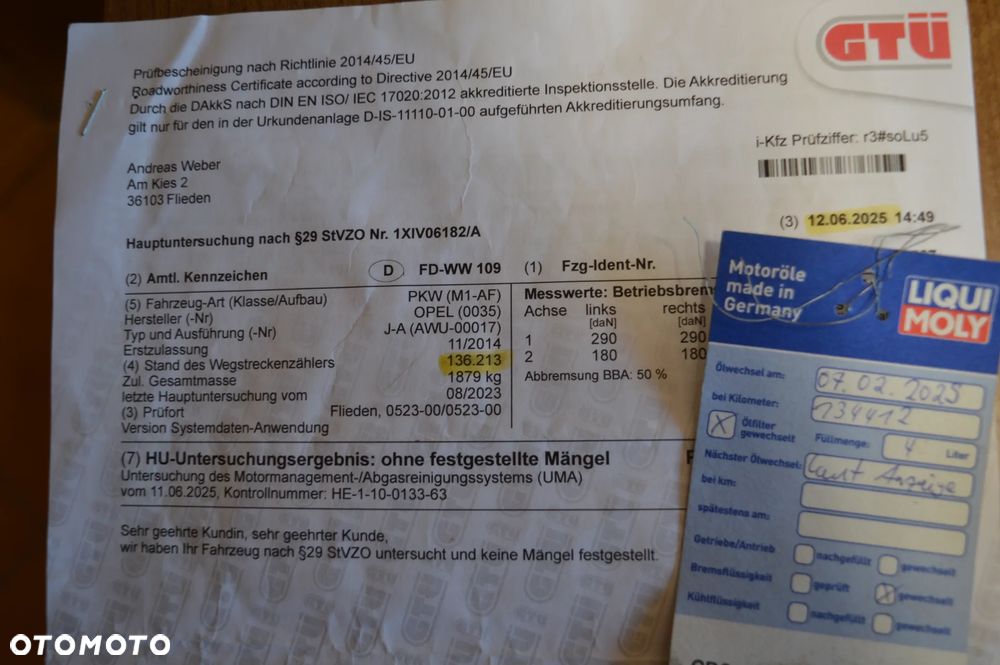 GTÜ
Prüfbescheinigung nach Richtlinie 2014/45/EU
Roadworthiness Certificate according to Directive 2014/45/EU
Durch die DAkkS nach DIN EN ISO/ IEC 17020:2012 akkreditierte Inspektionsstelle. Die Akkreditierung
gilt nur für den in der Urkundenanlage D-IS-11110-01-00 aufgeführten Akkreditierungsumfang.
i-Kfz Prüfziffer: r3#soLu5
Andreas Weber
Am Kies 2
36103 Flieden
(3) 12.06.2025 14:49
Hauptuntersuchung nach §29 StVZO Nr. 1XIV06182/A
(2) Amtl. Kennzeichen D FD-WW 109 (1) Fzg-Ident-Nr.
(5) Fahrzeug-Art (Klasse/Aufbau) PKW (M1-AF)
Hersteller (-Nr) OPEL (0035)
Typ und Ausführung (-Nr) J-A (AWU-00017)
Erstzulassung 11/2014
(4) Stand des Wegstreckenzählers 136.213
Zul. Gesamtmasse 1879 kg
letzte Hauptuntersuchung vom 08/2023
(3) Prüfort Flieden, 0523-00/0523-00
Version Systemdaten-Anwendung
Messwerte: Betriebsbrem
Achse links rechts
[daN] [daN]
1 290 290
2 180 180
Abbremsung BBA: 50 %
(7) HU-Untersuchungsergebnis: ohne festgestellte Mängel
Untersuchung des Motormanagement-/Abgasreinigungssystems (UMA)
vom 11.06.2025, Kontrollnummer: HE-1-10-0133-63
Sehr geehrte Kundin, sehr geehrter Kunde,
wir haben Ihr Fahrzeug nach §29 StVZO untersucht und keine Mängel festgestellt.
Motoröle
made in
Germany
LIQUI
MOLY
Ölwechsel am: 07.02.2025
bei Kilometer: 134412
X Ölfilter
gewechselt
Füllmenge: 4 Liter
Nächster Ölwechsel: laut Anzeige
bei km:
spätestens am:
Getriebe/Antrieb nachgefüllt gewechselt
Bremsflüssigkeit geprüft X gewechselt
Kühlflüssigkeit nachgefüllt gewechselt
OTOMOTO